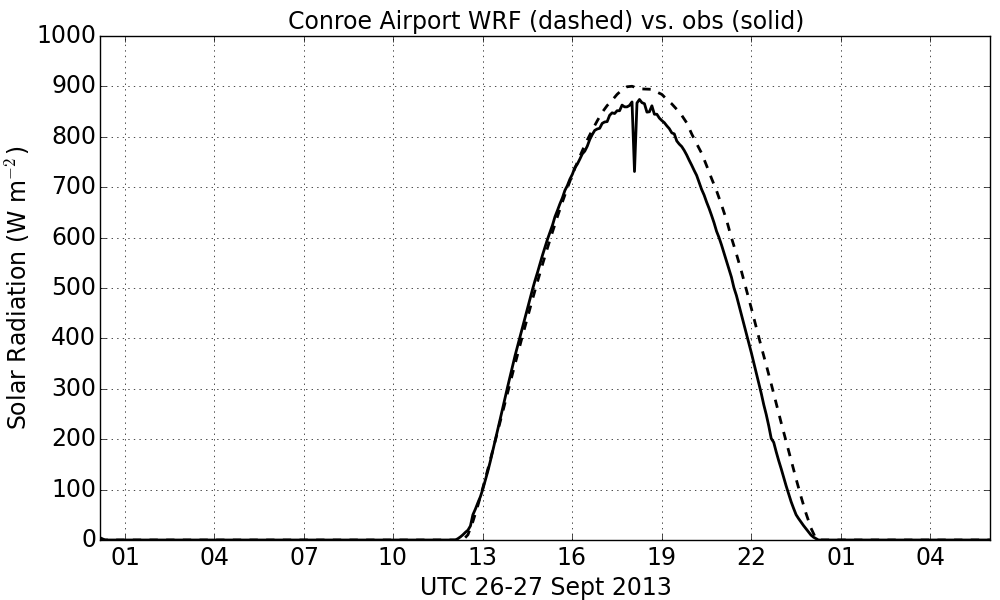 Conroe Airport WRF (dashed) vs. obs (solid)
1000
900
800
700
600
500
400
300
200
100
0
Solar Radiation (W m⁻²)
01 04 07 10 13 16 19 22 01 04
UTC 26-27 Sept 2013